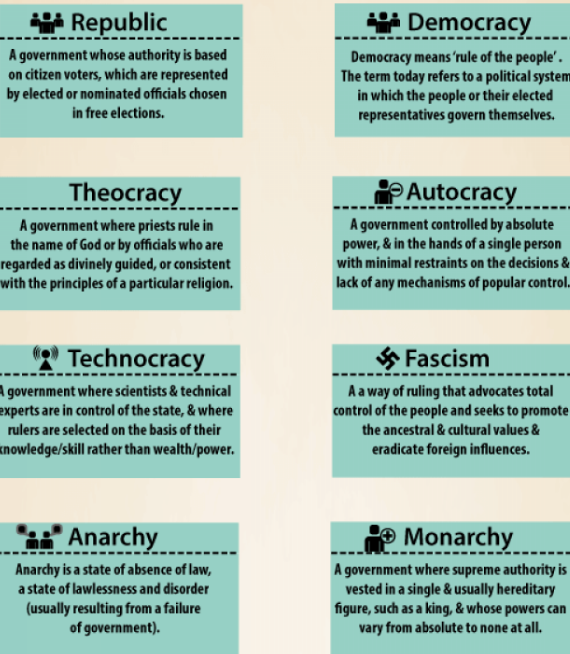 Republic
A government whose authority is based
on citizen voters, which are represented
by elected or nominated officials chosen
in free elections.
Democracy
Democracy means 'rule of the people' .
The term today refers to a political system
in which the people or their elected
representatives govern themselves.
Theocracy
A government where priests rule in
the name of God or by officials who are
regarded as divinely guided, or consistent
with the principles of a particular religion.
Autocracy
A government controlled by absolute
power, & in the hands of a single person
with minimal restraints on the decisions &
lack of any mechanisms of popular control.
Technocracy
A government where scientists & technical
experts are in control of the state, & where
rulers are selected on the basis of their
knowledge/skill rather than wealth/power.
Fascism
A a way of ruling that advocates total
control of the people and seeks to promote
the ancestral & cultural values &
eradicate foreign influences.
Anarchy
Anarchy is a state of absence of law,
a state of lawlessness and disorder
(usually resulting from a failure
of government).
Monarchy
A government where supreme authority is
vested in a single & usually hereditary
figure, such as a king, & whose powers can
vary from absolute to none at all.